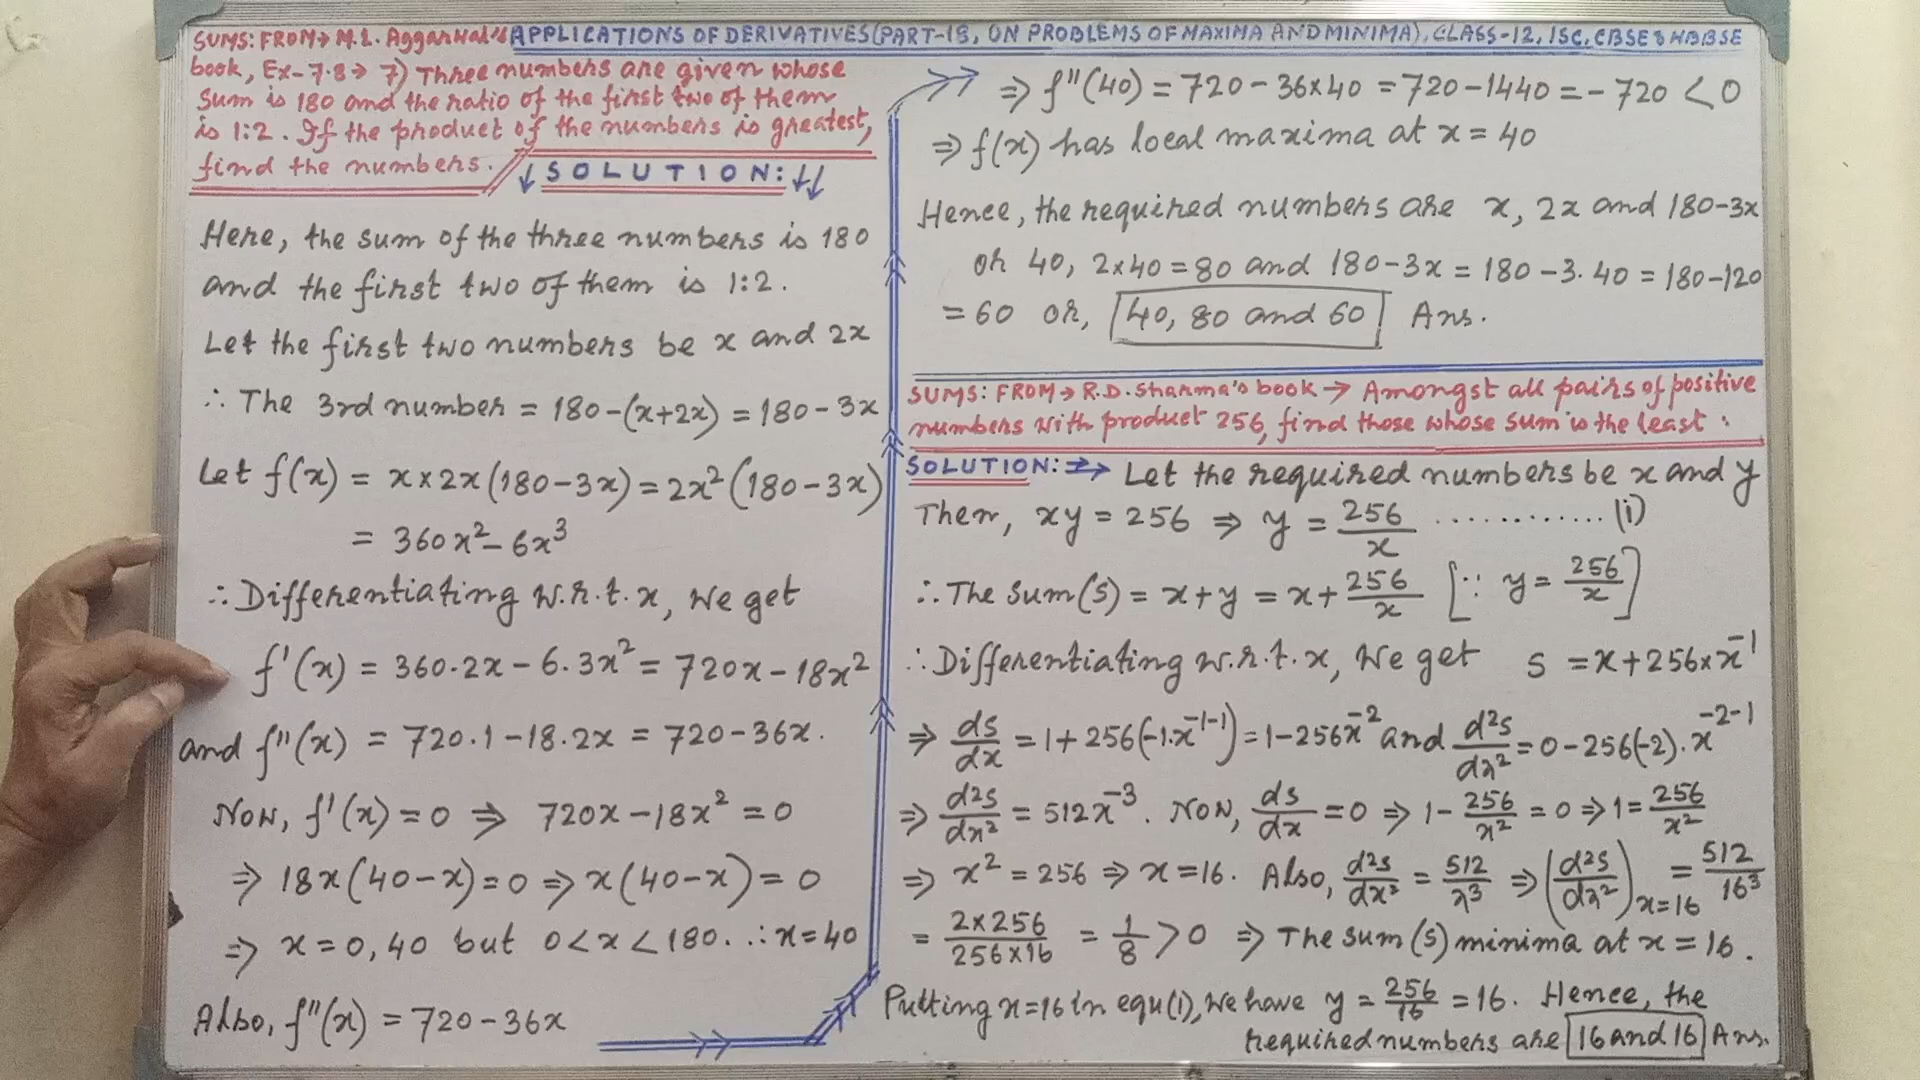 SUMS: FROM → M.L. Aggarwal's APPLICATIONS OF DERIVATIVES (PART-18, ON PROBLEMS OF MAXIMA AND MINIMA), CLASS-12, ISC, CBSE & WBBSE
book, Ex-7.8 → 7) Three numbers are given whose
sum is 180 and the ratio of the first two of them
is 1:2. If the product of the numbers is greatest,
find the numbers.
↓ SOLUTION: ↓↓
Here, the sum of the three numbers is 180
and the first two of them is 1:2.
Let the first two numbers be x and 2x
∴ The 3rd number = 180-(x+2x) = 180-3x
Let f(x) = x×2x(180-3x) = 2x²(180-3x)
= 360x²-6x³
∴ Differentiating w.r.t. x, we get
f'(x) = 360.2x - 6.3x² = 720x - 18x²
and f''(x) = 720.1 - 18.2x = 720 - 36x.
Now, f'(x) = 0 ⇒ 720x - 18x² = 0
⇒ 18x(40-x) = 0 ⇒ x(40-x) = 0
⇒ x = 0, 40 but 0<x<180. ∴ x=40
Also, f''(x) = 720-36x
⇒ f''(40) = 720-36×40 = 720-1440 = -720 < 0
⇒ f(x) has local maxima at x = 40
Hence, the required numbers are x, 2x and 180-3x
or 40, 2×40=80 and 180-3x = 180-3.40 = 180-120
= 60 or, 40, 80 and 60 Ans.
SUMS: FROM → R.D. Sharma's book → Amongst all pairs of positive
numbers with product 256, find those whose sum is the least:
SOLUTION: → Let the required numbers be x and y
Then, xy = 256 ⇒ y = 256/x ............ (i)
∴ The sum (S) = x+y = x+256/x [∵ y = 256/x]
∴ Differentiating w.r.t. x, we get S = x+256×x⁻¹
⇒ ds/dx = 1+256(-1.x⁻¹⁻¹) = 1-256x⁻² and d²s/dx² = 0-256(-2).x⁻²⁻¹
⇒ d²s/dx² = 512x⁻³. Now, ds/dx = 0 ⇒ 1-256/x² = 0 ⇒ 1 = 256/x²
⇒ x² = 256 ⇒ x = 16. Also, d²s/dx² = 512/x³ ⇒ (d²s/dx²)x=16 = 512/16³
= 2×256/256×16 = 1/8 > 0 ⇒ The sum (S) minima at x = 16.
Putting x=16 in equ(1), we have y = 256/16 = 16. Hence, the
required numbers are 16 and 16 Ans.